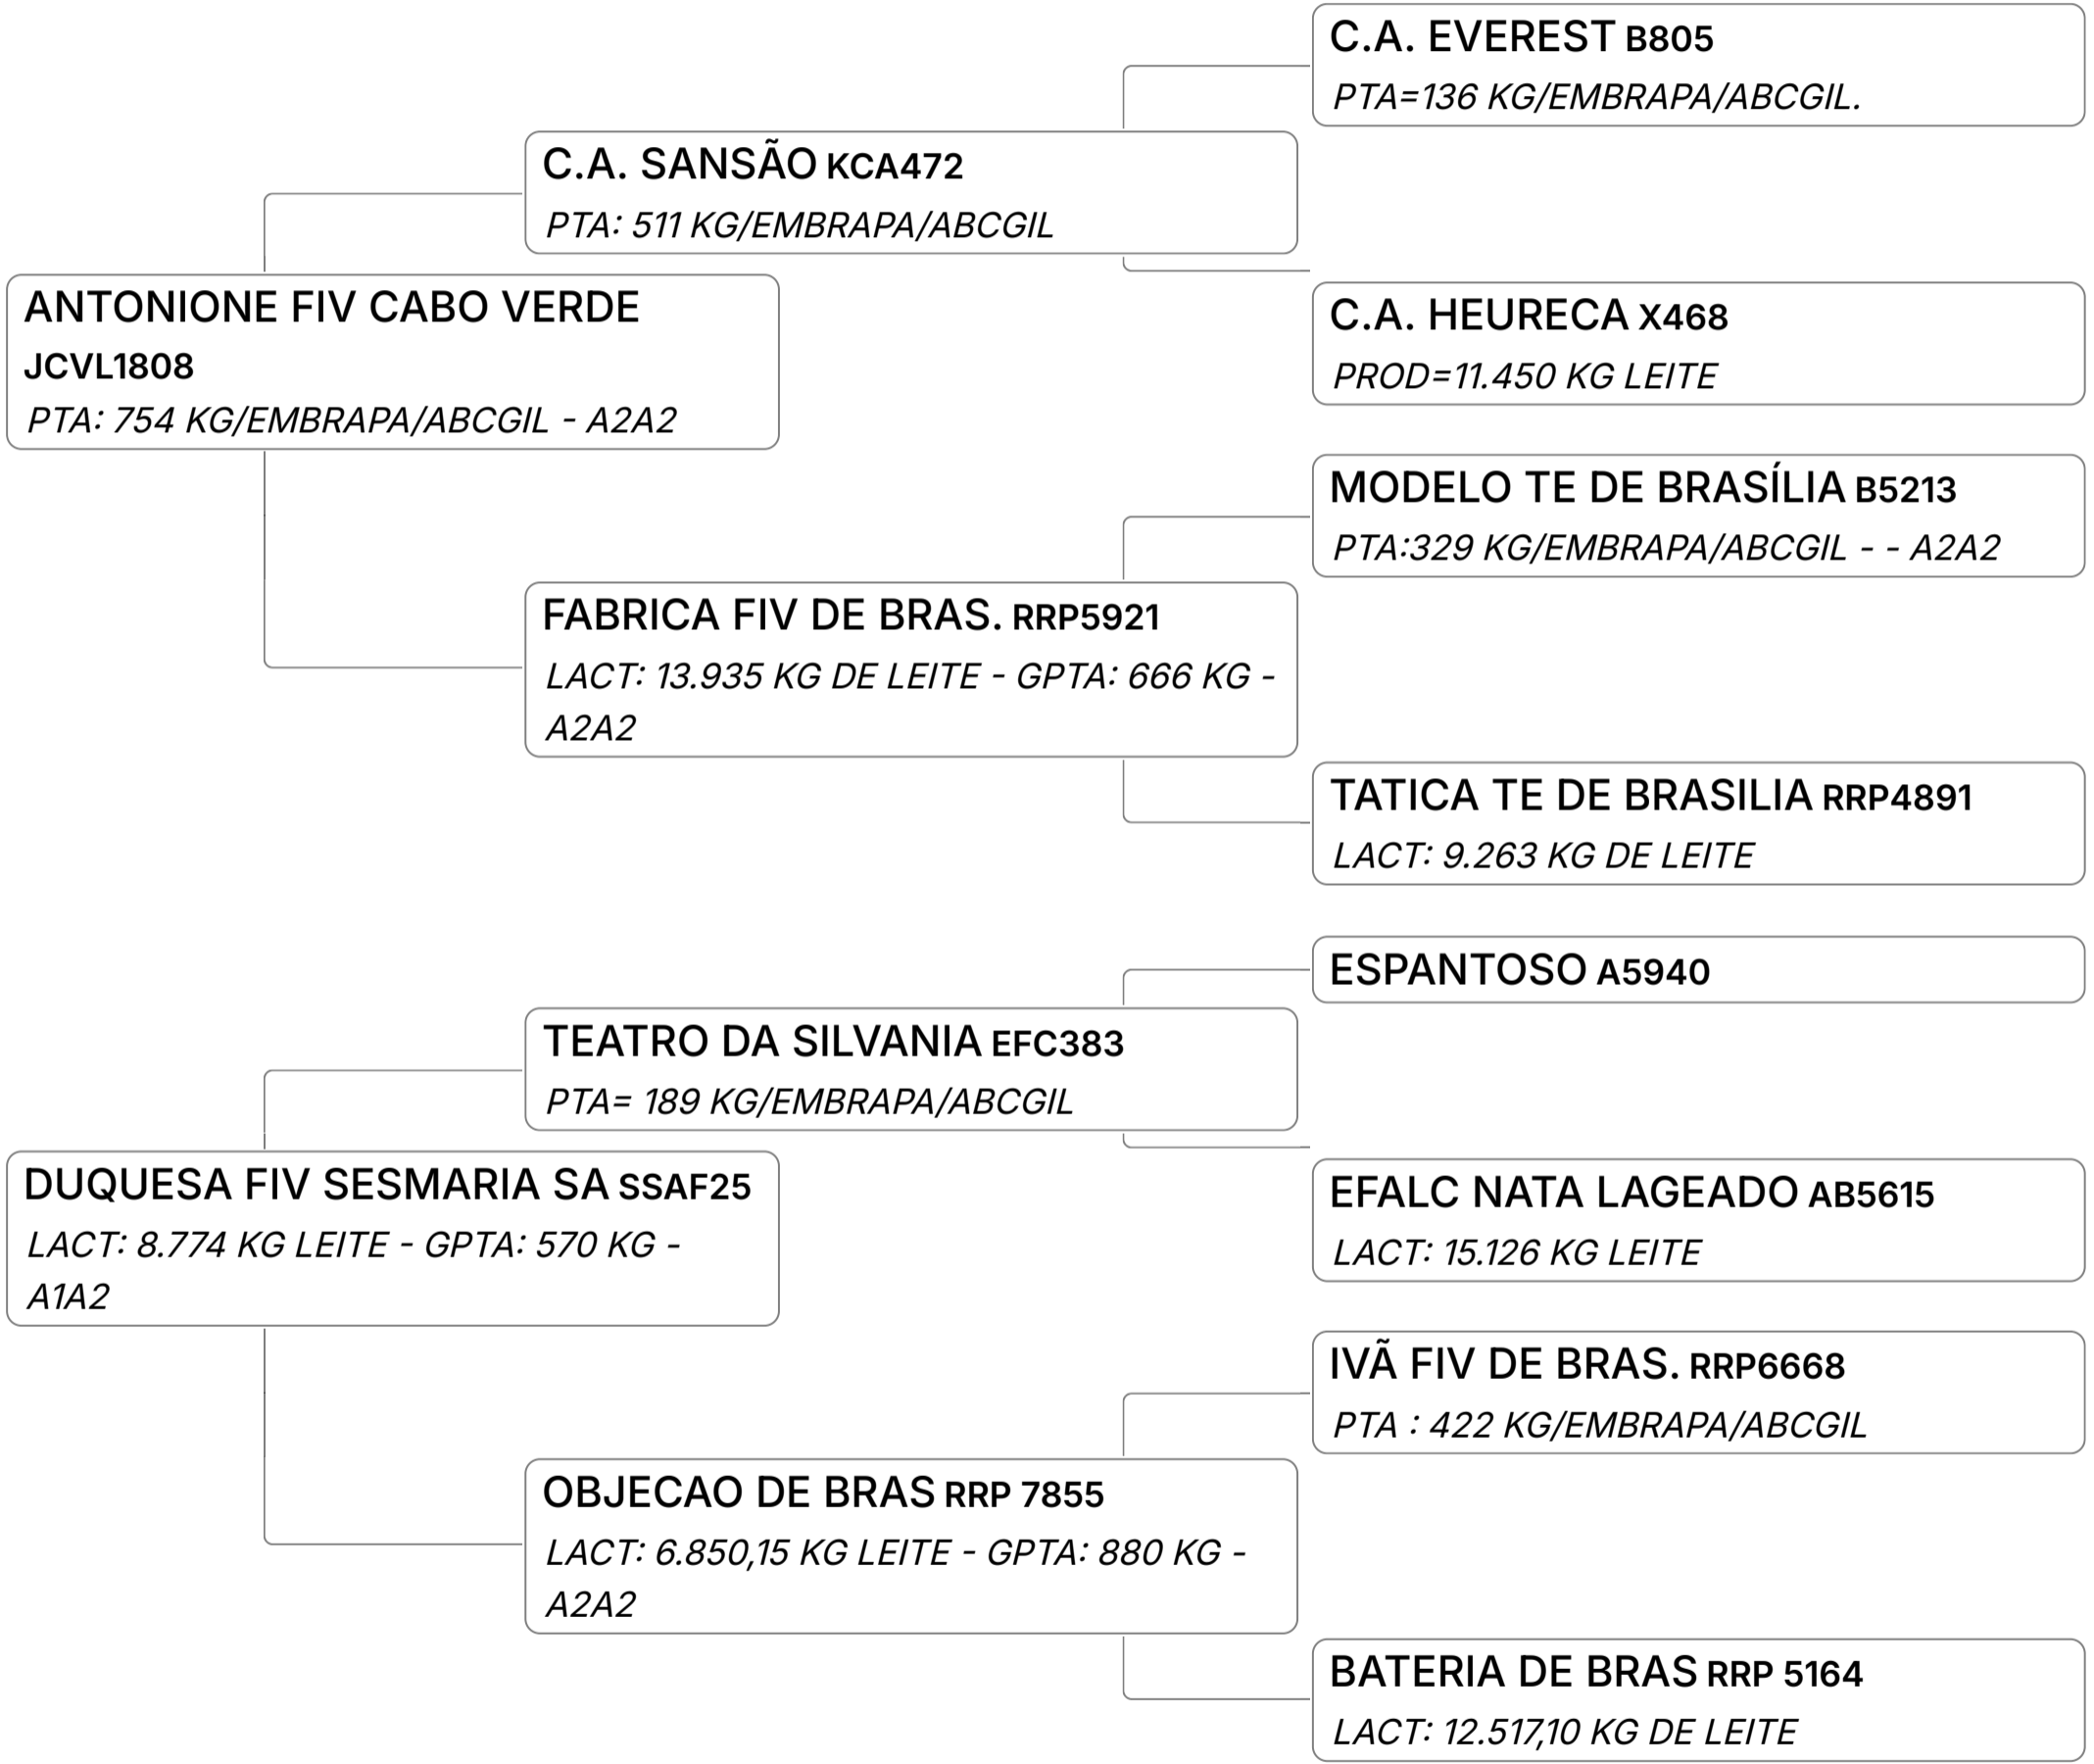 C.A. EVEREST B805
PTA=136 KG/EMBRAPA/ABCGIL.
C.A. SANSÃO KCA472
PTA: 511 KG/EMBRAPA/ABCGIL
C.A. HEURECA X468
PROD=11.450 KG LEITE
ANTONIONE FIV CABO VERDE
JCVL1808
PTA: 754 KG/EMBRAPA/ABCGIL - A2A2
MODELO TE DE BRASÍLIA B5213
PTA:329 KG/EMBRAPA/ABCGIL - - A2A2
FABRICA FIV DE BRAS. RRP5921
LACT: 13.935 KG DE LEITE - GPTA: 666 KG -
A2A2
TATICA TE DE BRASILIA RRP4891
LACT: 9.263 KG DE LEITE
ESPANTOSO A5940
TEATRO DA SILVANIA EFC383
PTA= 189 KG/EMBRAPA/ABCGIL
EFALC NATA LAGEADO AB5615
LACT: 15.126 KG LEITE
DUQUESA FIV SESMARIA SA SSAF25
LACT: 8.774 KG LEITE - GPTA: 570 KG -
A1A2
IVÃ FIV DE BRAS. RRP6668
PTA : 422 KG/EMBRAPA/ABCGIL
OBJECAO DE BRAS RRP 7855
LACT: 6.850,15 KG LEITE - GPTA: 880 KG -
A2A2
BATERIA DE BRAS RRP 5164
LACT: 12.517,10 KG DE LEITE